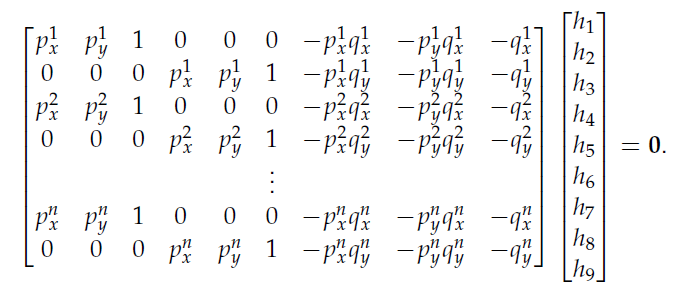 [p_x^1 p_y^1 1 0 0 0 −p_x^1q_x^1 −p_y^1q_x^1 −q_x^1] [h_1]
[0 0 0 p_x^1 p_y^1 1 −p_x^1q_y^1 −p_y^1q_y^1 −q_y^1] [h_2]
[p_x^2 p_y^2 1 0 0 0 −p_x^2q_x^2 −p_y^2q_x^2 −q_x^2] [h_3]
[0 0 0 p_x^2 p_y^2 1 −p_x^2q_y^2 −p_y^2q_y^2 −q_y^2] [h_4]
[⋮] [h_5] = 0.
[p_x^n p_y^n 1 0 0 0 −p_x^nq_x^n −p_y^nq_x^n −q_x^n] [h_6]
[0 0 0 p_x^n p_y^n 1 −p_x^nq_y^n −p_y^nq_y^n −q_y^n] [h_7]
[h_8]
[h_9]